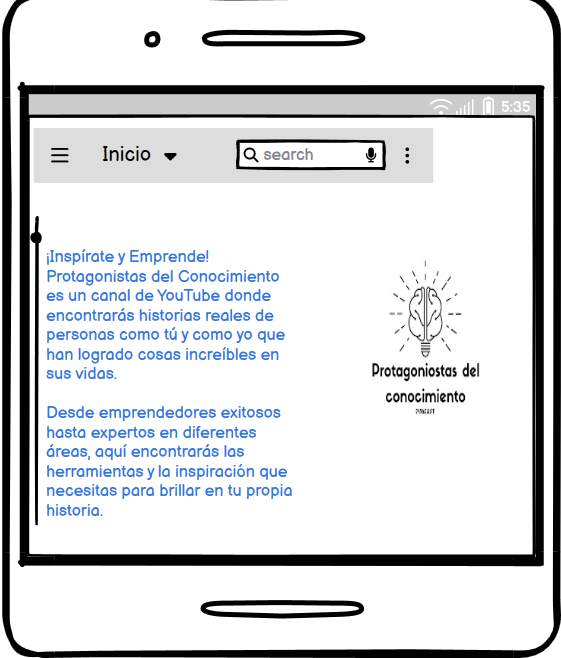 5:35
Inicio
search
¡Inspírate y Emprende!
Protagonistas del Conocimiento
es un canal de YouTube donde
encontrarás historias reales de
personas como tú y como yo que
han logrado cosas increíbles en
sus vidas.
Desde emprendedores exitosos
hasta expertos en diferentes
áreas, aquí encontrarás las
herramientas y la inspiración que
necesitas para brillar en tu propia
historia.
Protagoniostas del
conocimiento
PODCAST